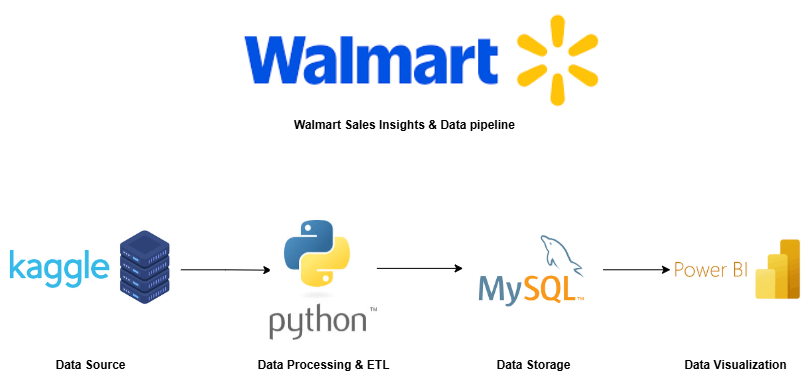 Walmart
Walmart Sales Insights & Data pipeline
kaggle
python™
MySQL™
Power BI
Data Source
Data Processing & ETL
Data Storage
Data Visualization